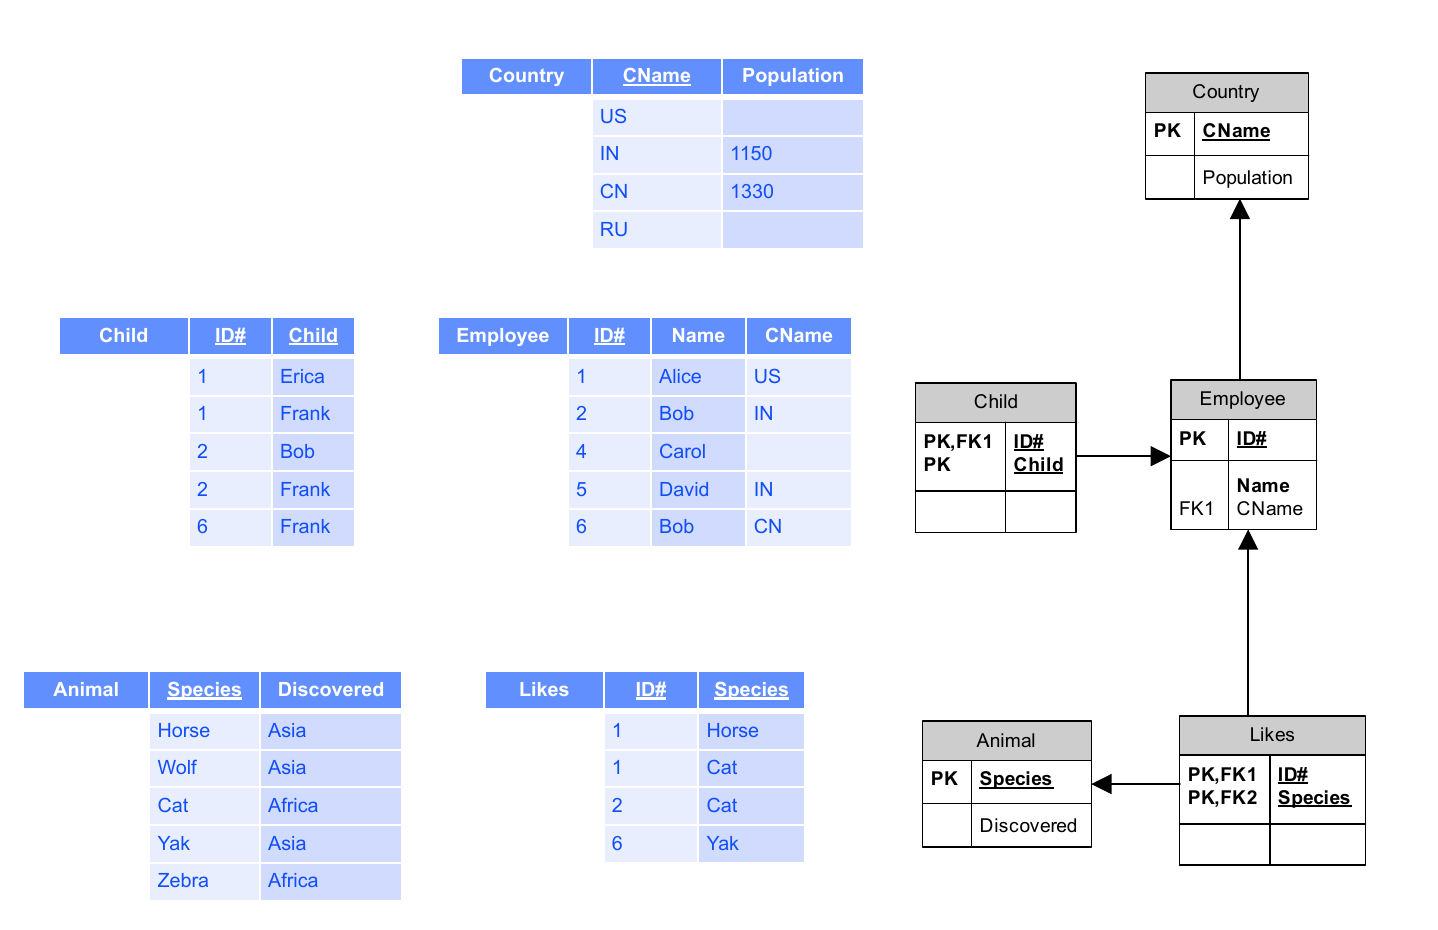 Country CName Population
US
IN 1150
CN 1330
RU
Country
PK CName
Population
Child ID# Child
1 Erica
1 Frank
2 Bob
2 Frank
6 Frank
Employee ID# Name CName
1 Alice US
2 Bob IN
4 Carol
5 David IN
6 Bob CN
Child
PK,FK1 ID#
PK Child
Employee
PK ID#
Name
FK1 CName
Animal Species Discovered
Horse Asia
Wolf Asia
Cat Africa
Yak Asia
Zebra Africa
Likes ID# Species
1 Horse
1 Cat
2 Cat
6 Yak
Animal
PK Species
Discovered
Likes
PK,FK1 ID#
PK,FK2 Species